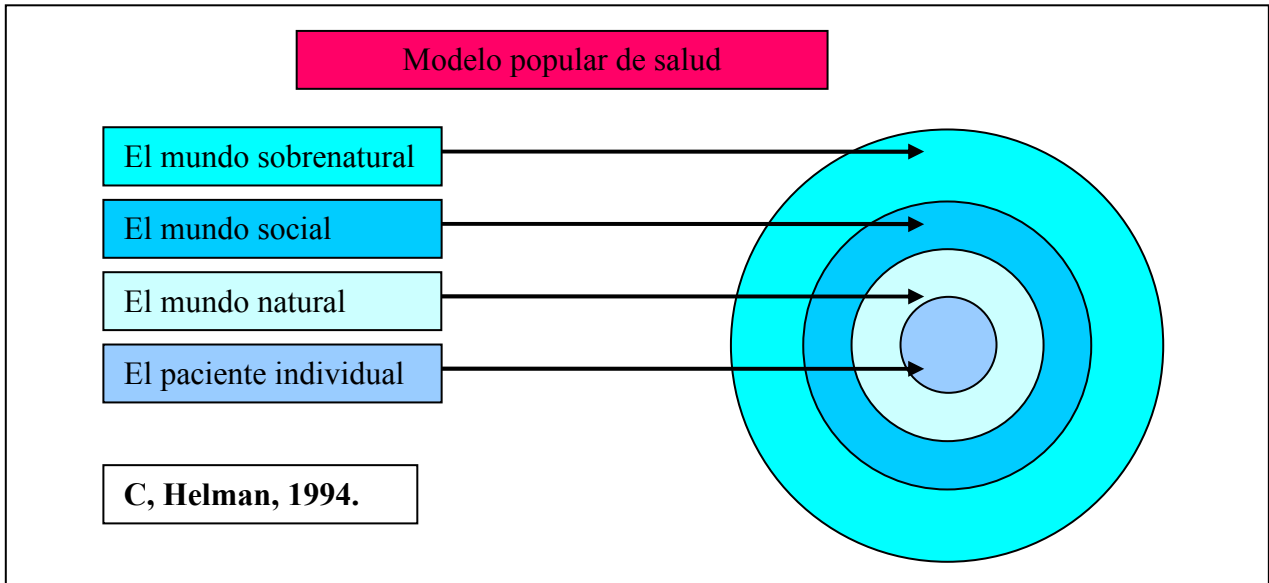 Modelo popular de salud
El mundo sobrenatural
El mundo social
El mundo natural
El paciente individual
C, Helman, 1994.